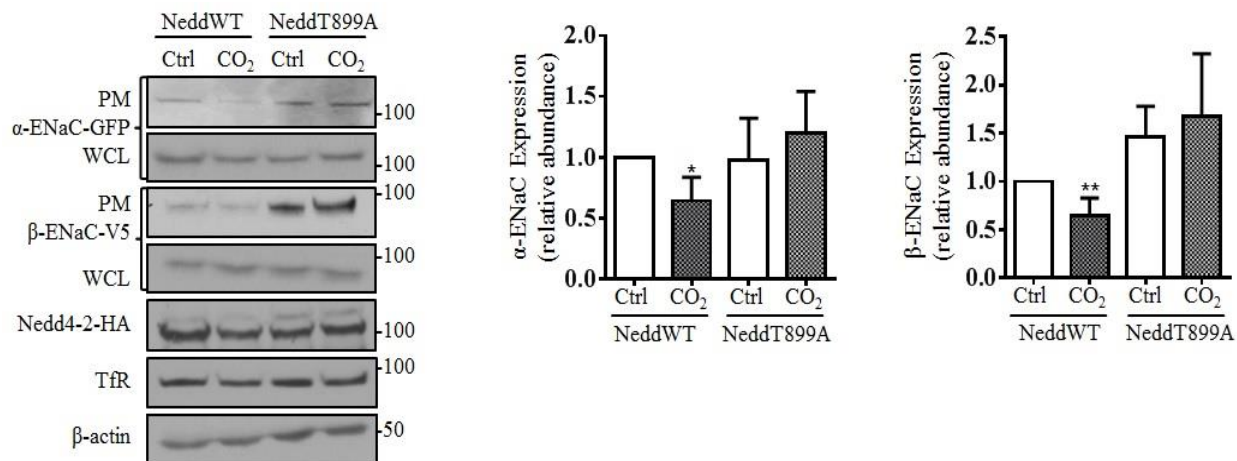 NeddWT NeddT899A
Ctrl CO₂ Ctrl CO₂
PM
100
α-ENaC-GFP
WCL
100
PM
100
β-ENaC-V5
WCL
100
Nedd4-2-HA
100
TfR
100
β-actin
50
α-ENaC Expression
(relative abundance)
2.0
1.5
1.0
0.5
0.0
*
Ctrl CO₂ Ctrl CO₂
NeddWT NeddT899A
β-ENaC Expression
(relative abundance)
2.5
2.0
1.5
1.0
0.5
0.0
**
Ctrl CO₂ Ctrl CO₂
NeddWT NeddT899A